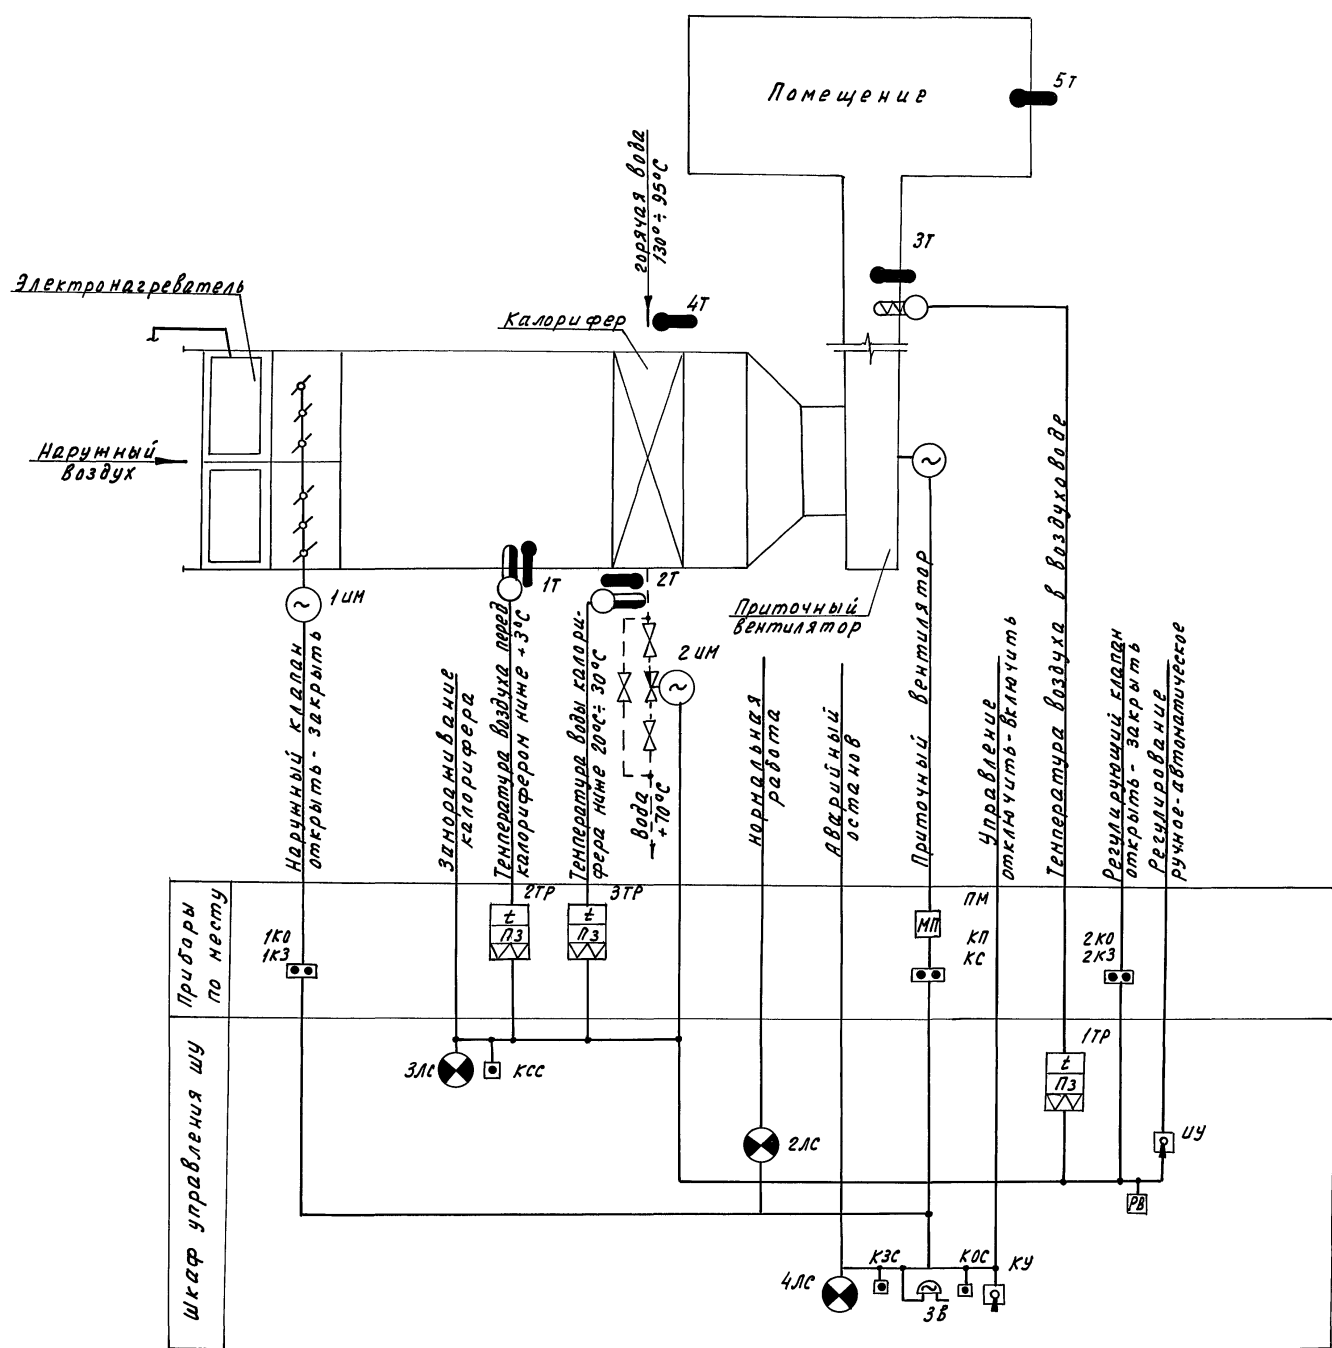 Помещение
5Т
горячая вода
130° ÷ 95°С
3Т
Электронагреватель
4Т
Калорифер
Наружный
воздух
1Т
2Т
1ИМ
Приточный
вентилятор
2ИМ
Наружный клапан
открыть - закрыть
Замораживание
калорифера
Температура воздуха перед
калорифером ниже +3°С
Температура воды калори-
фера ниже 20°С ÷ 30°С
Вода
+70°С
нормальная
работа
Аварийный
останов
Приточный вентилятор
Управление
отключить-включить
Температура воздуха в воздуховоде
Регулирующий клапан
открыть - закрыть
Регулирование
ручное-автоматическое
Приборы
по месту
1КО
1КЗ
2ТР
t
ПЗ
3ТР
t
ПЗ
МП
ПМ
КП
КС
2КО
2КЗ
Шкаф управления ШУ
3ЛС
КСС
1ТР
t
ПЗ
2ЛС
ИУ
РВ
4ЛС
КЗС
ЗВ
КОС
КУ